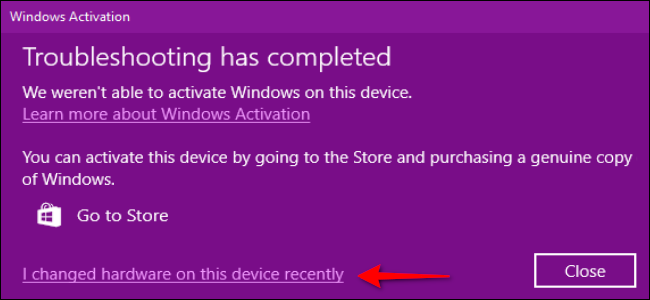 Windows Activation
Troubleshooting has completed
We weren't able to activate Windows on this device.
Learn more about Windows Activation
You can activate this device by going to the Store and purchasing a genuine copy
of Windows.
Go to Store
I changed hardware on this device recently
Close